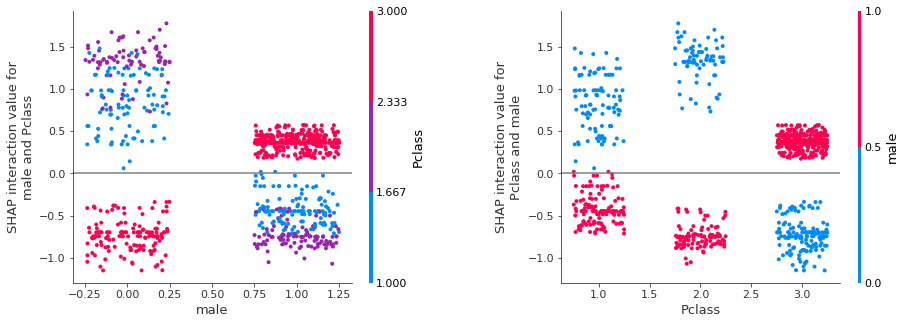 SHAP interaction value for
male and Pclass
1.5
1.0
0.5
0.0
−0.5
−1.0
−0.25 0.00 0.25 0.50 0.75 1.00 1.25
male
3.000
2.333
1.667
1.000
Pclass
SHAP interaction value for
Pclass and male
1.5
1.0
0.5
0.0
−0.5
−1.0
1.0 1.5 2.0 2.5 3.0
Pclass
1.0
0.5
0.0
male